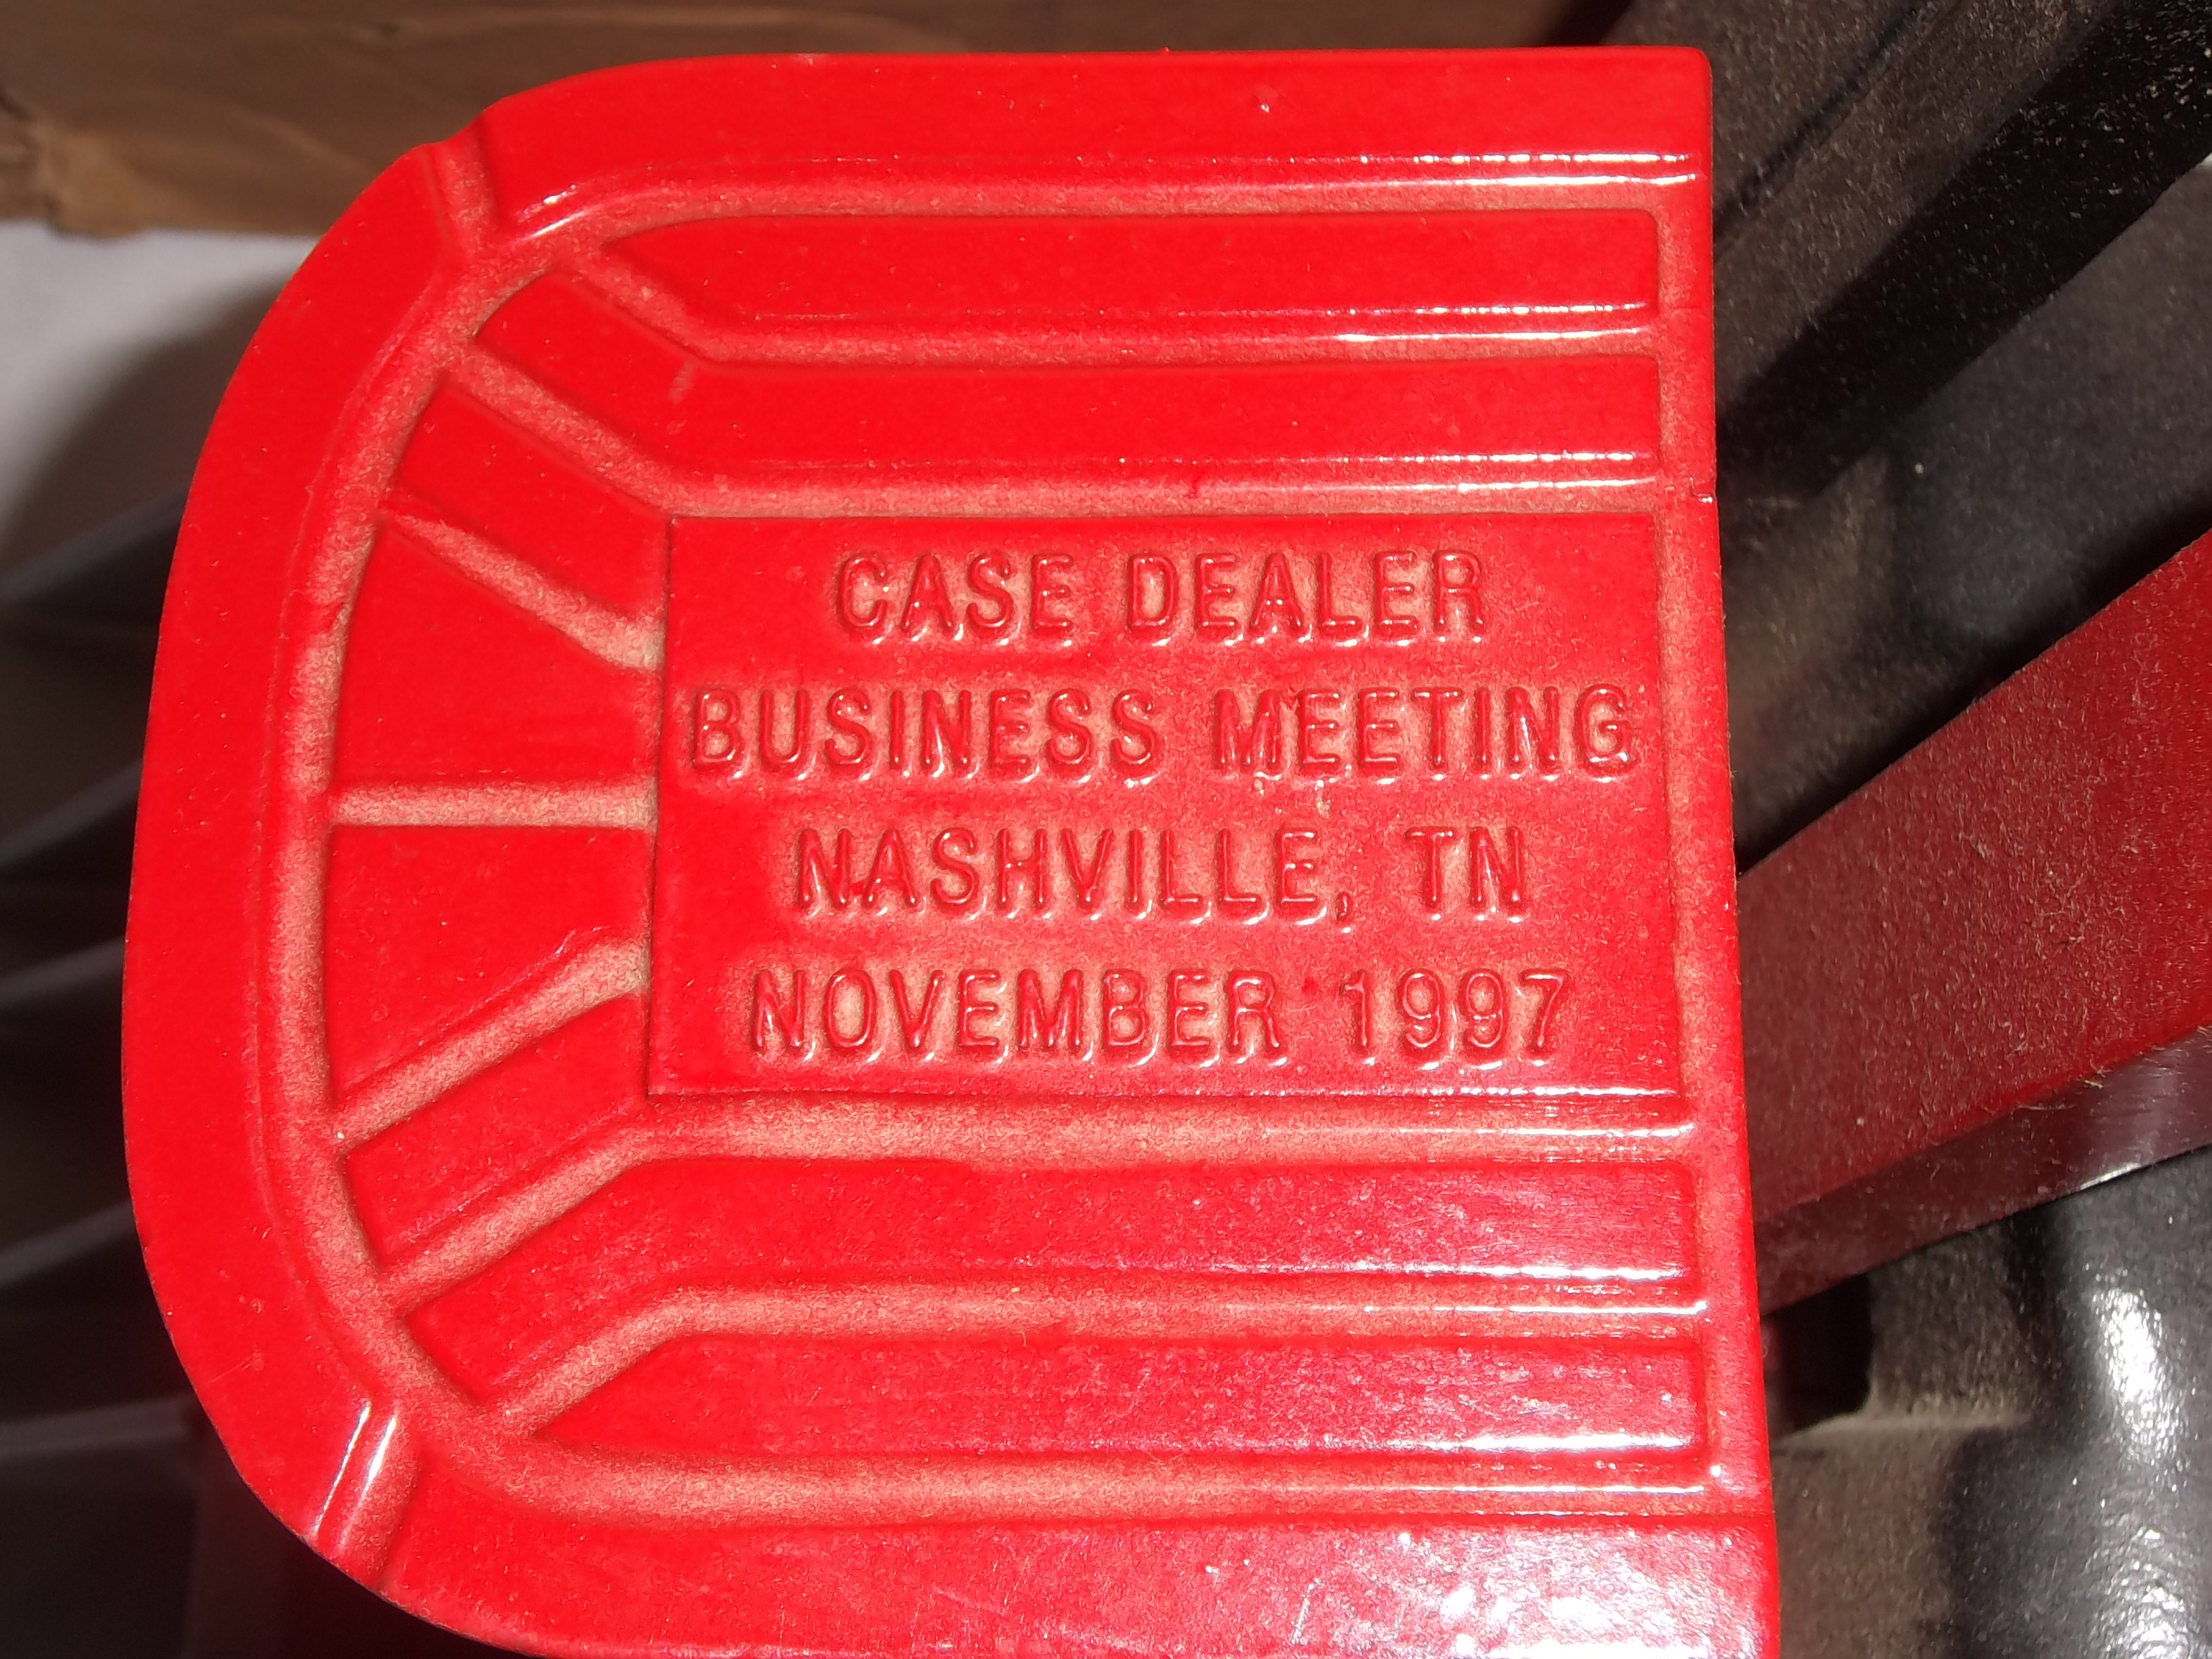 CASE DEALER
BUSINESS MEETING
NASHVILLE, TN
NOVEMBER 1997